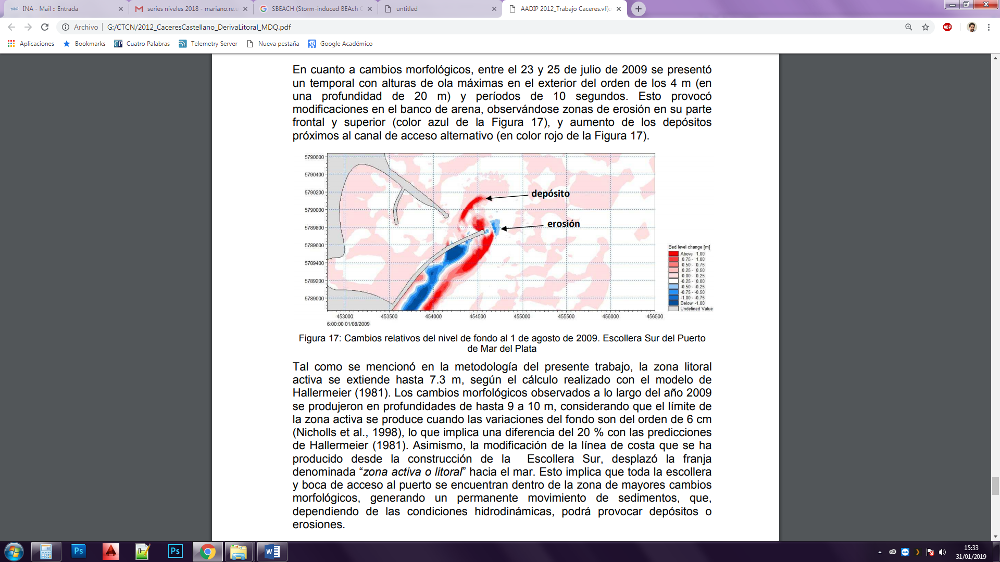 INA - Mail :: Entrada
series niveles 2018 - mariano.re.u
SBEACH (Storm-induced BEAch C
untitled
AADIP 2012_Trabajo Caceres.vf(c
Archivo
G:/CTCN/2012_CaceresCastellano_DerivaLitoral_MDQ.pdf
ABP
Aplicaciones
Bookmarks
CP
Cuatro Palabras
Telemetry Server
Nueva pestaña
Google Académico
En cuanto a cambios morfológicos, entre el 23 y 25 de julio de 2009 se presentó
un temporal con alturas de ola máximas en el exterior del orden de los 4 m (en
una profundidad de 20 m) y períodos de 10 segundos. Esto provocó
modificaciones en el banco de arena, observándose zonas de erosión en su parte
frontal y superior (color azul de la Figura 17), y aumento de los depósitos
próximos al canal de acceso alternativo (en color rojo de la Figura 17).
5790600
5790400
5790200
5790000
5789800
5789600
5789400
5789200
5789000
depósito
erosión
453000
453500
454000
454500
455000
455500
456000
456500
6:00:00 01/08/2009
Bed level change [m]
Above 1.00
0.75 - 1.00
0.50 - 0.75
0.25 - 0.50
0.00 - 0.25
-0.25 - 0.00
-0.50 - -0.25
-0.75 - -0.50
-1.00 - -0.75
Below -1.00
Undefined Value
Figura 17: Cambios relativos del nivel de fondo al 1 de agosto de 2009. Escollera Sur del Puerto
de Mar del Plata
Tal como se mencionó en la metodología del presente trabajo, la zona litoral
activa se extiende hasta 7.3 m, según el cálculo realizado con el modelo de
Hallermeier (1981). Los cambios morfológicos observados a lo largo del año 2009
se produjeron en profundidades de hasta 9 a 10 m, considerando que el límite de
la zona activa se produce cuando las variaciones del fondo son del orden de 6 cm
(Nicholls et al., 1998), lo que implica una diferencia del 20 % con las predicciones
de Hallermeier (1981). Asimismo, la modificación de la línea de costa que se ha
producido desde la construcción de la Escollera Sur, desplazó la franja
denominada “zona activa o litoral” hacia el mar. Esto implica que toda la escollera
y boca de acceso al puerto se encuentran dentro de la zona de mayores cambios
morfológicos, generando un permanente movimiento de sedimentos, que,
dependiendo de las condiciones hidrodinámicas, podrá provocar depósitos o
erosiones.
Ps
Ps
15:33
31/01/2019